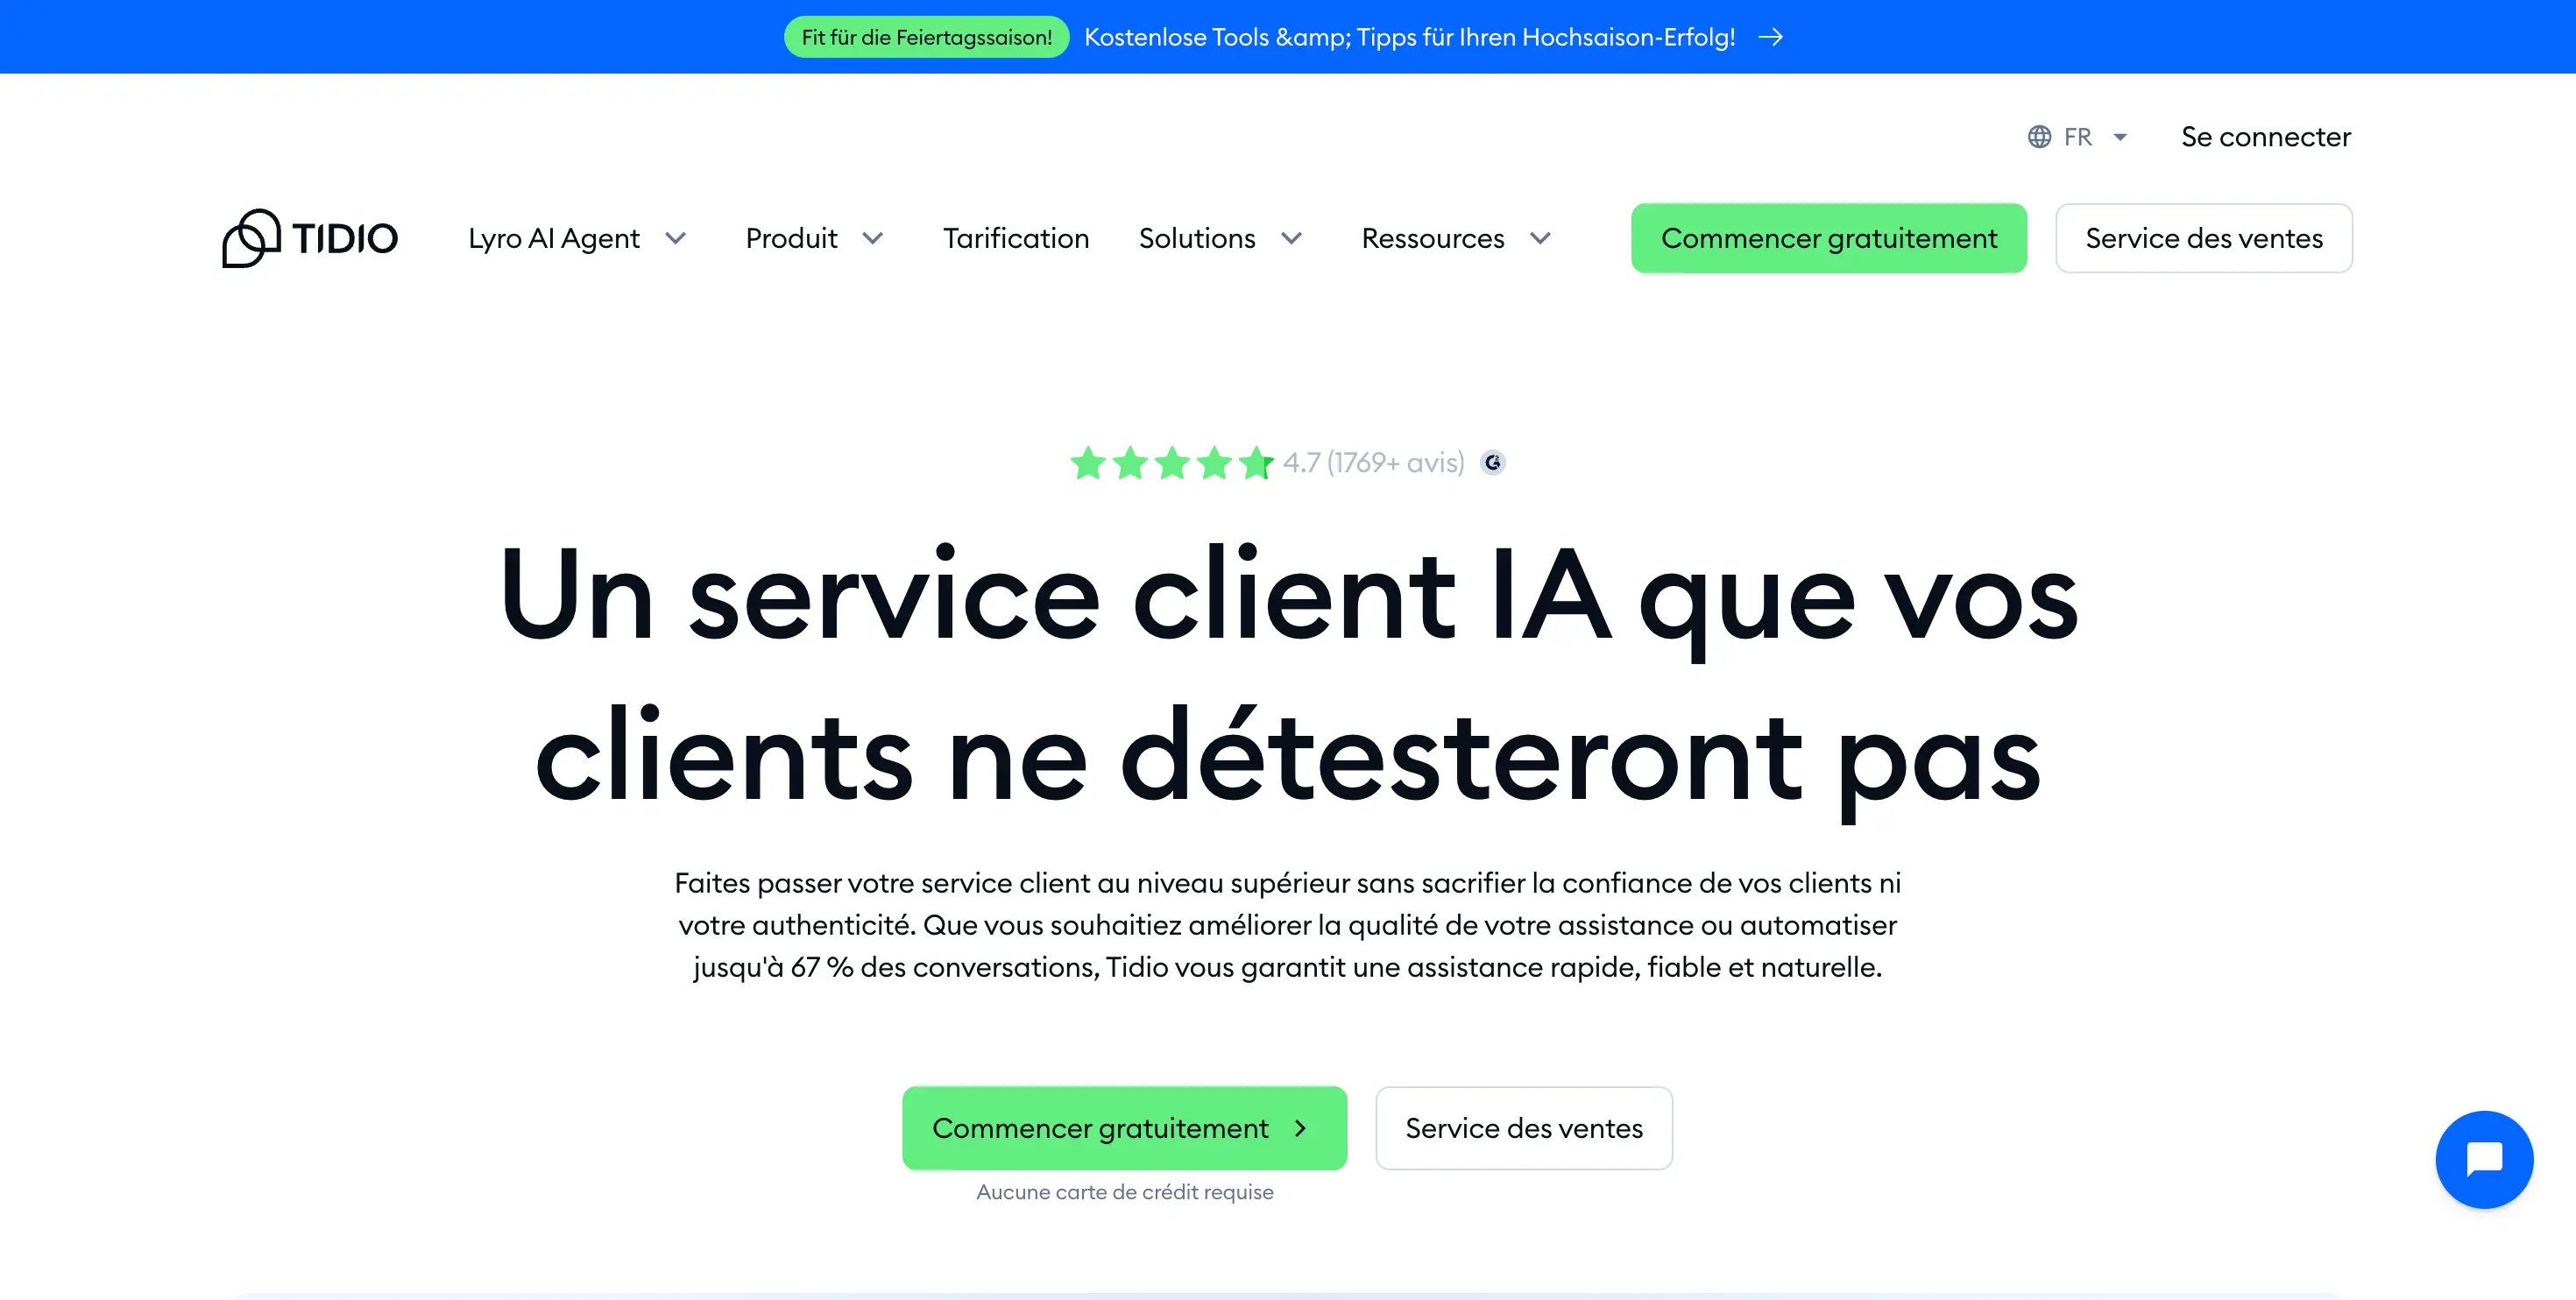 Fit für die Feiertagssaison! Kostenlose Tools &amp; Tipps für Ihren Hochsaison-Erfolg!
FR Se connecter
TIDIO Lyro AI Agent Produit Tarification Solutions Ressources Commencer gratuitement Service des ventes
4.7 (1769+ avis)
Un service client IA que vos
clients ne détesteront pas
Faites passer votre service client au niveau supérieur sans sacrifier la confiance de vos clients ni
votre authenticité. Que vous souhaitiez améliorer la qualité de votre assistance ou automatiser
jusqu'à 67 % des conversations, Tidio vous garantit une assistance rapide, fiable et naturelle.
Commencer gratuitement Service des ventes
Aucune carte de crédit requise